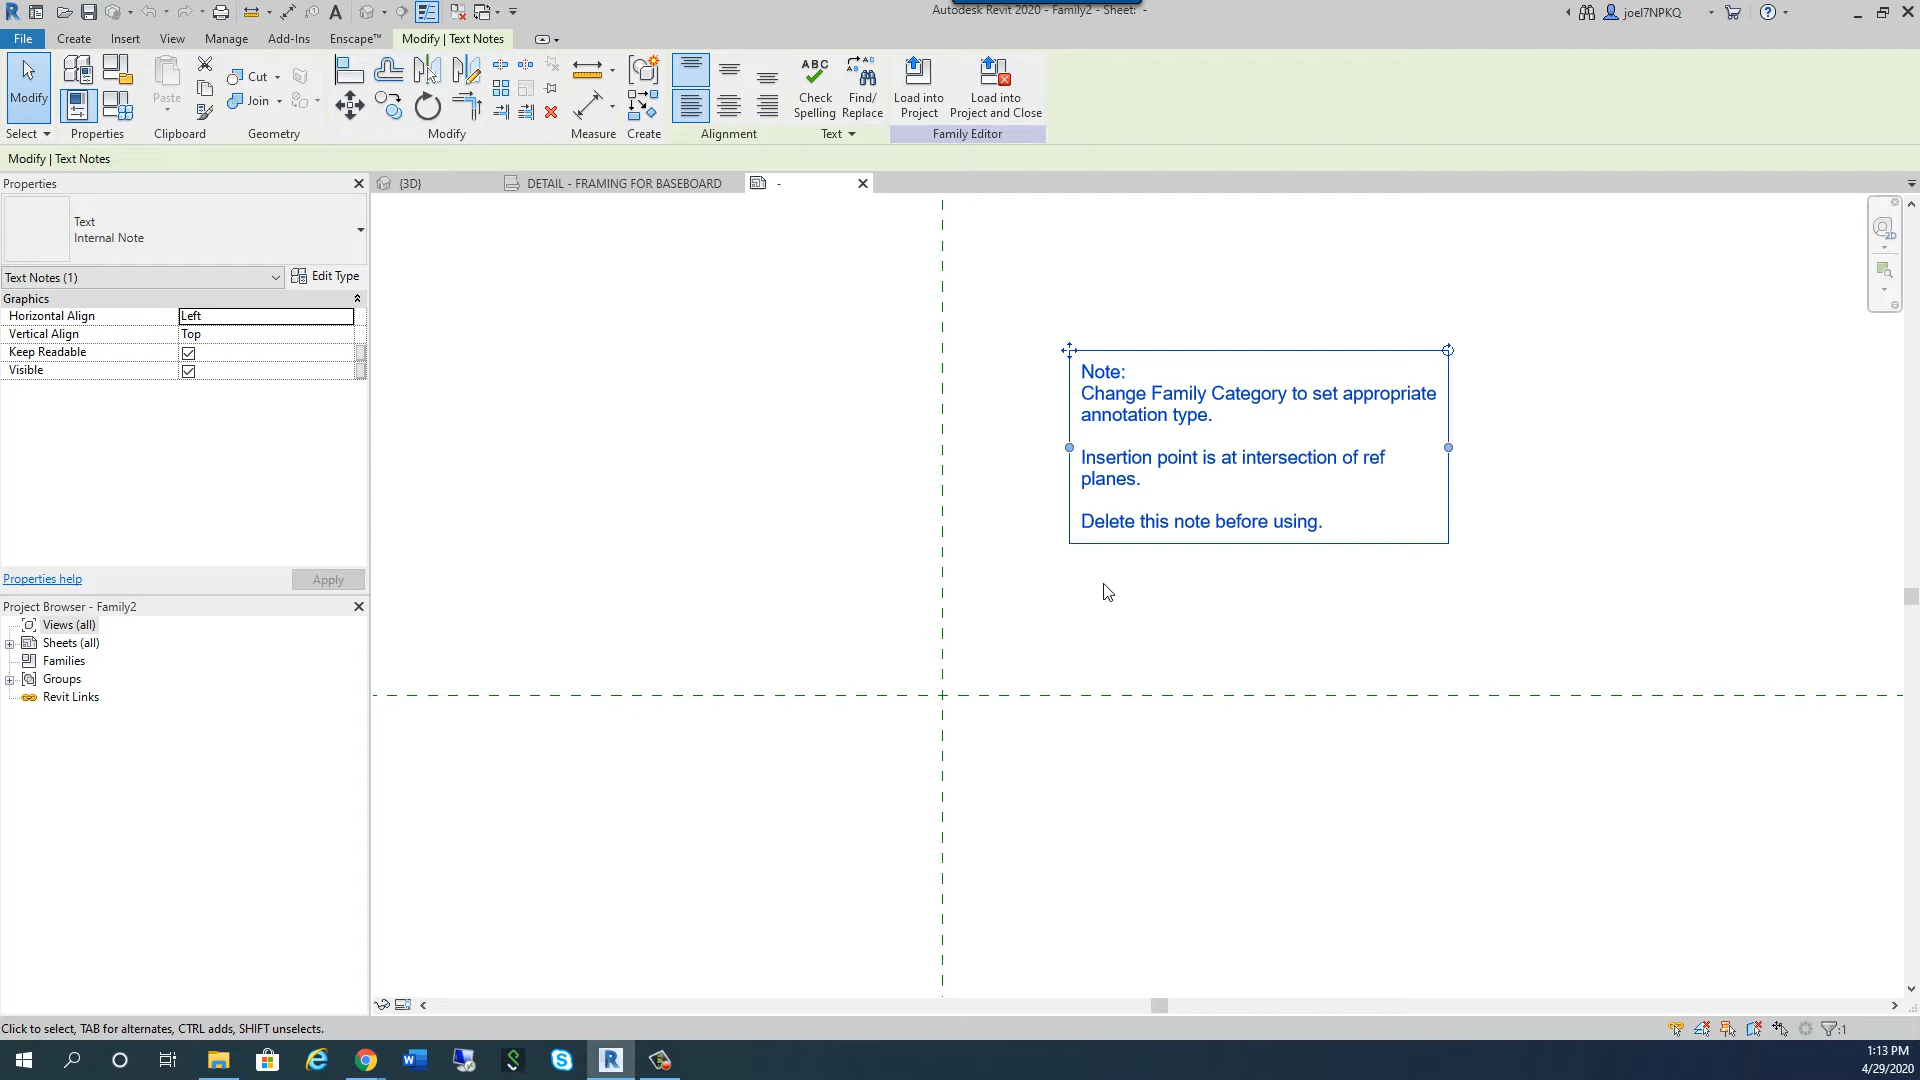 Autodesk Revit 2020 - Family2 - Sheet: -
joel7NPKQ
File
Create
Insert
View
Manage
Add-Ins
Enscape™
Modify | Text Notes
Modify
Paste
Cut
Join
ABC
Check
Spelling
Find/
Replace
Load into
Project
Load into
Project and Close
Select
Properties
Clipboard
Geometry
Modify
Measure
Create
Alignment
Text
Family Editor
Modify | Text Notes
Properties
{3D}
DETAIL - FRAMING FOR BASEBOARD
-
Text
Internal Note
Text Notes (1)
Edit Type
Graphics
Horizontal Align
Left
Vertical Align
Top
Keep Readable
Visible
Properties help
Apply
Project Browser - Family2
Views (all)
Sheets (all)
Families
Groups
Revit Links
Note:
Change Family Category to set appropriate
annotation type.
Insertion point is at intersection of ref
planes.
Delete this note before using.
2D
Click to select, TAB for alternates, CTRL adds, SHIFT unselects.
:1
1:13 PM
4/29/2020